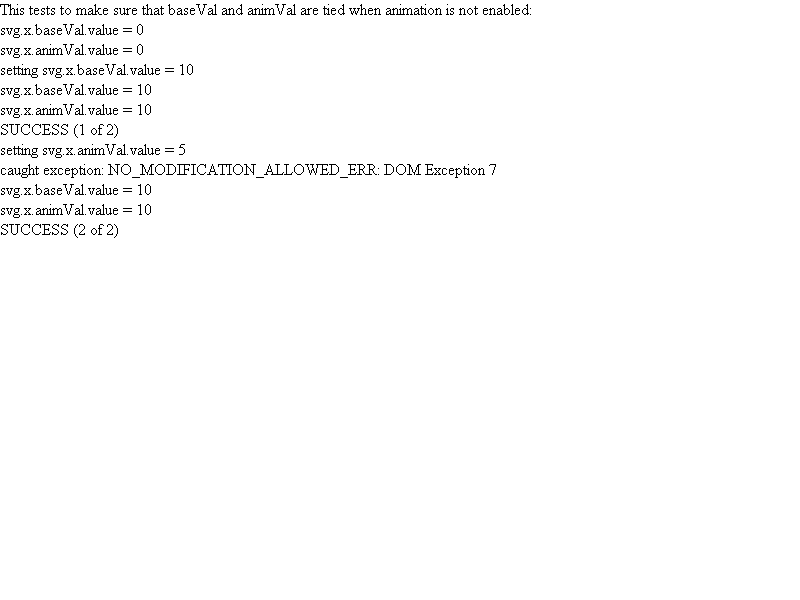 This tests to make sure that baseVal and animVal are tied when animation is not enabled:
svg.x.baseVal.value = 0
svg.x.animVal.value = 0
setting svg.x.baseVal.value = 10
svg.x.baseVal.value = 10
svg.x.animVal.value = 10
SUCCESS (1 of 2)
setting svg.x.animVal.value = 5
caught exception: NO_MODIFICATION_ALLOWED_ERR: DOM Exception 7
svg.x.baseVal.value = 10
svg.x.animVal.value = 10
SUCCESS (2 of 2)